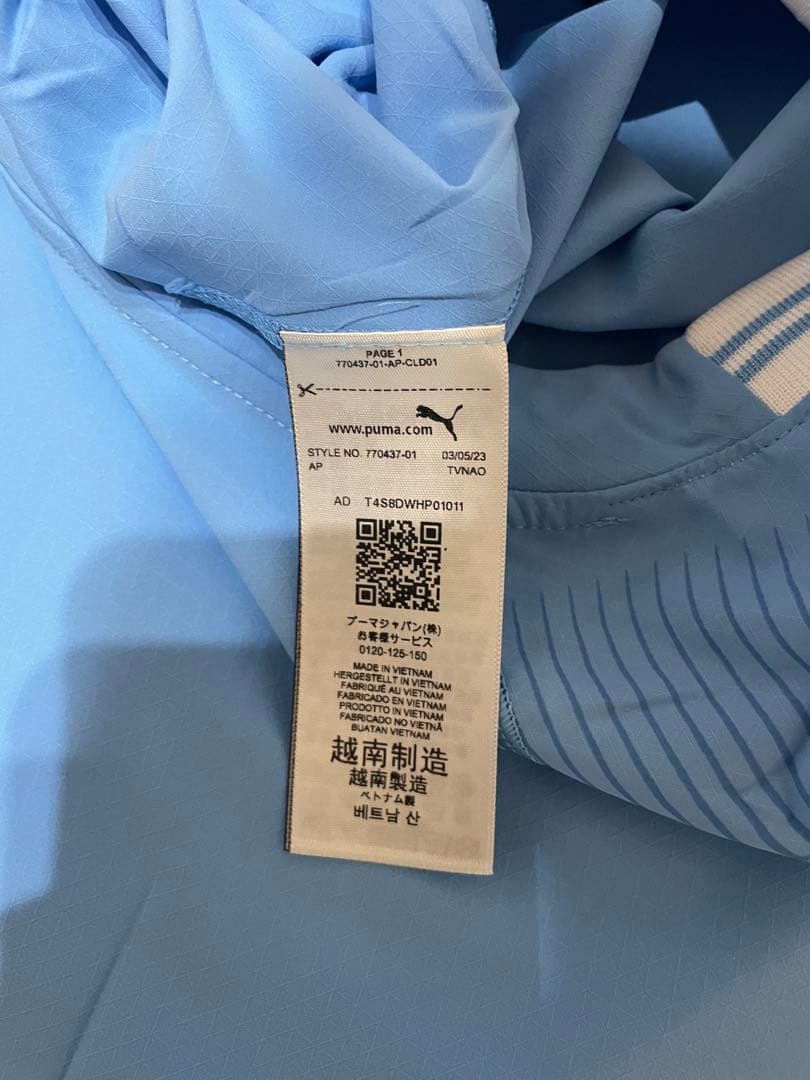 PAGE 1
770437-01-AP-CLD01
www.puma.com
STYLE NO. 770437-01 03/05/23
AP TVNAO
AD T4S8DWHP01011
プーマジャパン(株)
お客様サービス
0120-125-150
MADE IN VIETNAM
HERGESTELLT IN VIETNAM
FABRIQUÉ AU VIETNAM
FABRICADO EN VIETNAM
PRODOTTO IN VIETNAM
FABRICADO NO VIETNÃ
BUATAN VIETNAM
越南制造
越南製造
ベトナム製
베트남 산